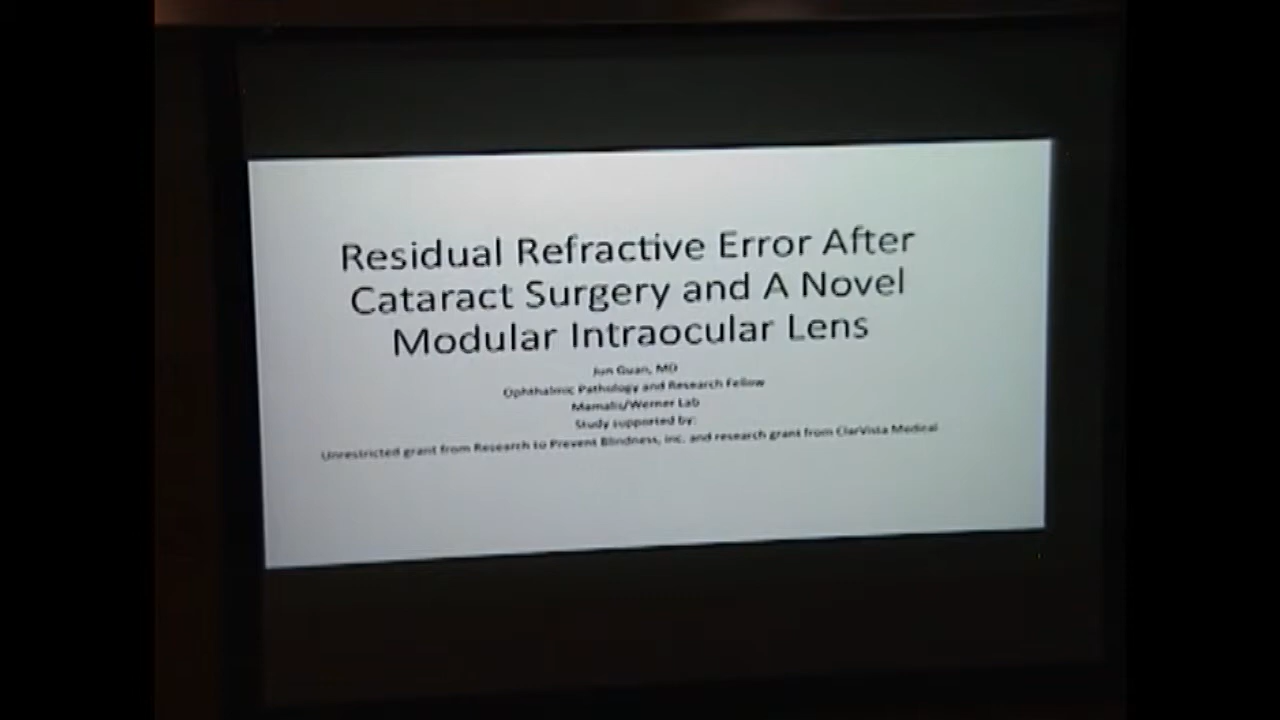 Residual Refractive Error After
Cataract Surgery and A Novel
Modular Intraocular Lens
Jun Guan, MD
Ophthalmic Pathology and Research Fellow
Mamalis/Werner Lab
Study supported by:
Unrestricted grant from Research to Prevent Blindness, Inc. and research grant from ClarVista Medical